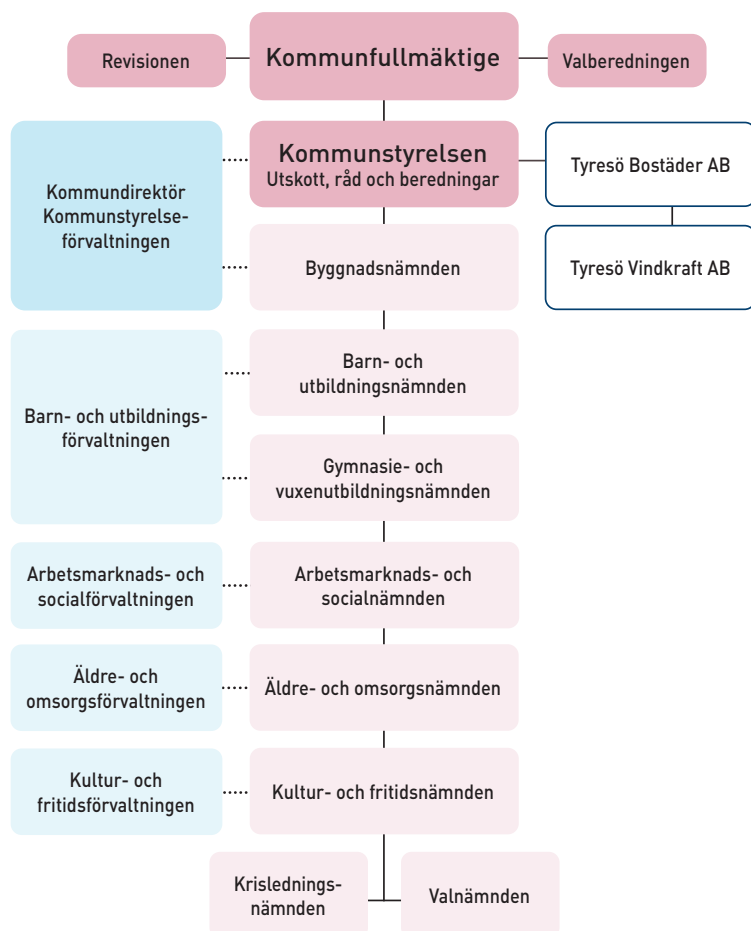 Revisionen
Kommunfullmäktige
Valberedningen
Kommundirektör
Kommunstyrelse-
förvaltningen
Kommunstyrelsen
Utskott, råd och beredningar
Tyresö Bostäder AB
Byggnadsnämnden
Tyresö Vindkraft AB
Barn- och utbildnings-
förvaltningen
Barn- och
utbildningsnämnden
Gymnasie- och
vuxenutbildningsnämnden
Arbetsmarknads- och
socialförvaltningen
Arbetsmarknads- och
socialnämnden
Äldre- och
omsorgsförvaltningen
Äldre- och omsorgsnämnden
Kultur- och
fritidsförvaltningen
Kultur- och fritidsnämnden
Krislednings-
nämnden
Valnämnden